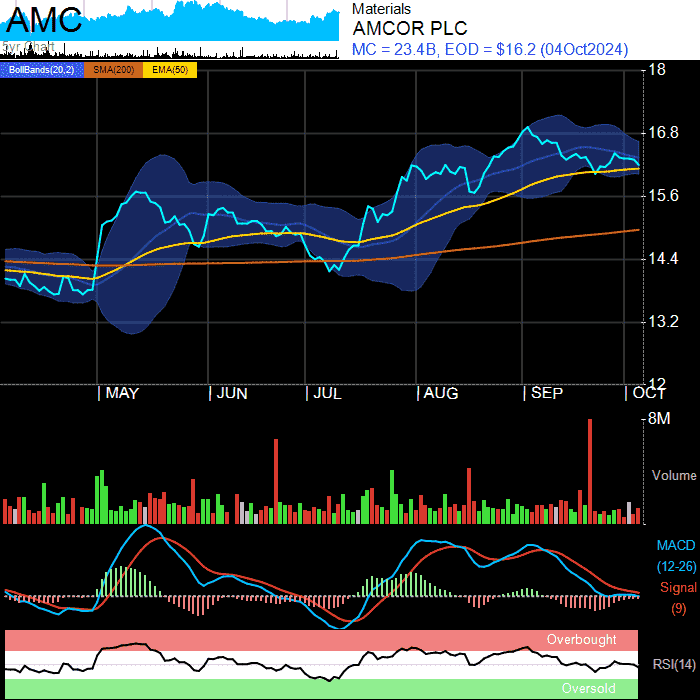 AMC
Materials
AMCOR PLC
5yr Chart
MC = 23.4B, EOD = $16.2 (04Oct2024)
BollBands(20,2) SMA(200) EMA(50)
18
16.8
15.6
14.4
13.2
12
MAY JUN JUL AUG SEP OCT
8M
Volume
MACD
(12-26)
Signal
(9)
Overbought
RSI(14)
Oversold